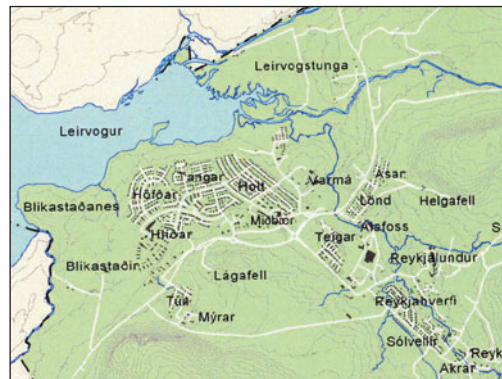 Leirvogstunga
Leirvogur
Tangar
Varmá
Ásar
Höfðar
Holt
Blikastaðanes
Lönd
Helgafell
Miðbær
Hlíðar
Álafoss
Teigar
Blikastaðir
Reykjalundur
Lágafell
Tún
Reykjahverfi
Mýrar
Sólvellir
Akrar